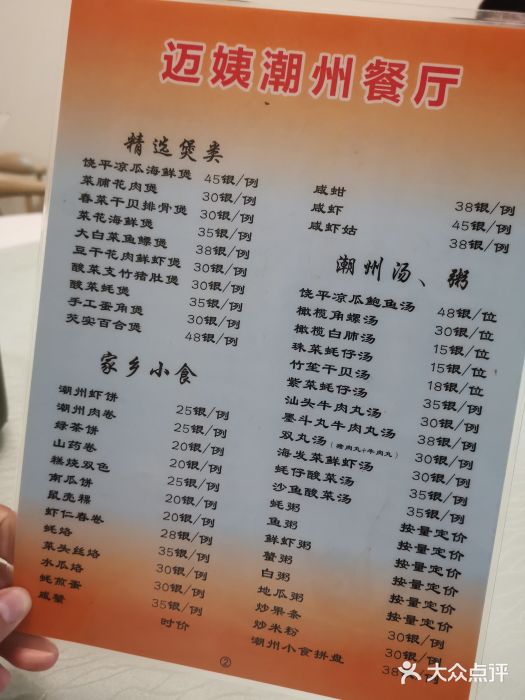 迈姨潮州餐厅
精选煲类
饶平凉瓜海鲜煲 45银/例
菜脯花肉煲 30银/例
春菜干贝排骨煲 30银/例
菜花海鲜煲 35银/例
大白菜鱼螺煲 38银/例
豆干花肉鲜虾煲 30银/例
酸菜支竹猪肚煲 30银/例
酸菜蚝煲 35银/例
手工蛋角煲 30银/例
芡实百合煲 48银/例
家乡小食
潮州虾饼 25银/例
潮州肉卷 25银/例
绿茶饼 20银/例
山药卷 20银/例
糕烧双色 25银/例
南瓜饼 20银/例
鼠壳粿 20银/例
虾仁春卷 28银/例
蚝烙 35银/例
菜头丝烙 30银/例
水瓜烙 30银/例
蚝煎蛋 35银/例
咸蟹 时价
咸蚶 38银/例
咸虾 45银/例
咸虾姑 38银/例
潮州汤、粥
饶平凉瓜鲍鱼汤 48银/位
橄榄角螺汤 30银/位
橄榄白肺汤 15银/位
珠菜蚝仔汤 15银/位
竹笙干贝汤 18银/位
紫菜蚝仔汤 35银/例
汕头牛肉丸汤 30银/例
墨斗丸牛肉丸汤 38银/例
双丸汤(猪肉丸+牛肉丸) 30银/例
海发菜鲜虾汤 30银/例
蚝仔酸菜汤 35银/例
沙鱼酸菜汤 35银/例
蚝粥 按量定价
鱼粥 按量定价
鲜虾粥 按量定价
蟹粥 按量定价
白粥 按量定价
地瓜粥 按量定价
炒果条 30银/例
炒米粉 30银/例
潮州小食拼盘 38
②
大众点评